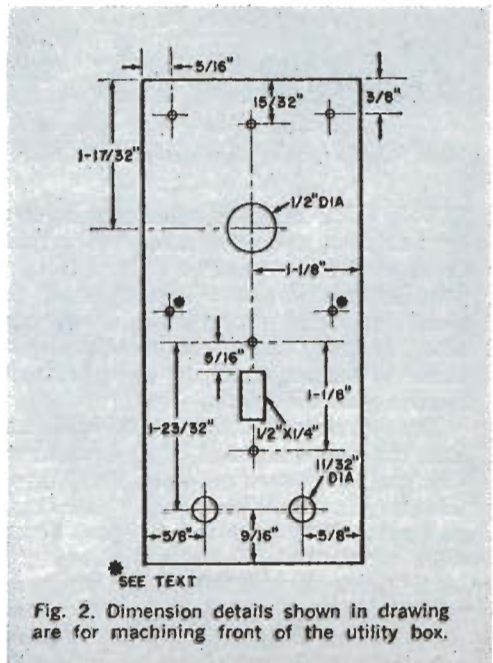 5/16"
15/32"
3/8"
1-17/32"
1/2" DIA
1-1/8"
*
*
5/16"
1-1/8"
1-23/32"
1/2"X1/4"
11/32"
DIA
5/8"
9/16"
5/8"
*SEE TEXT
Fig. 2. Dimension details shown in drawing
are for machining front of the utility box.